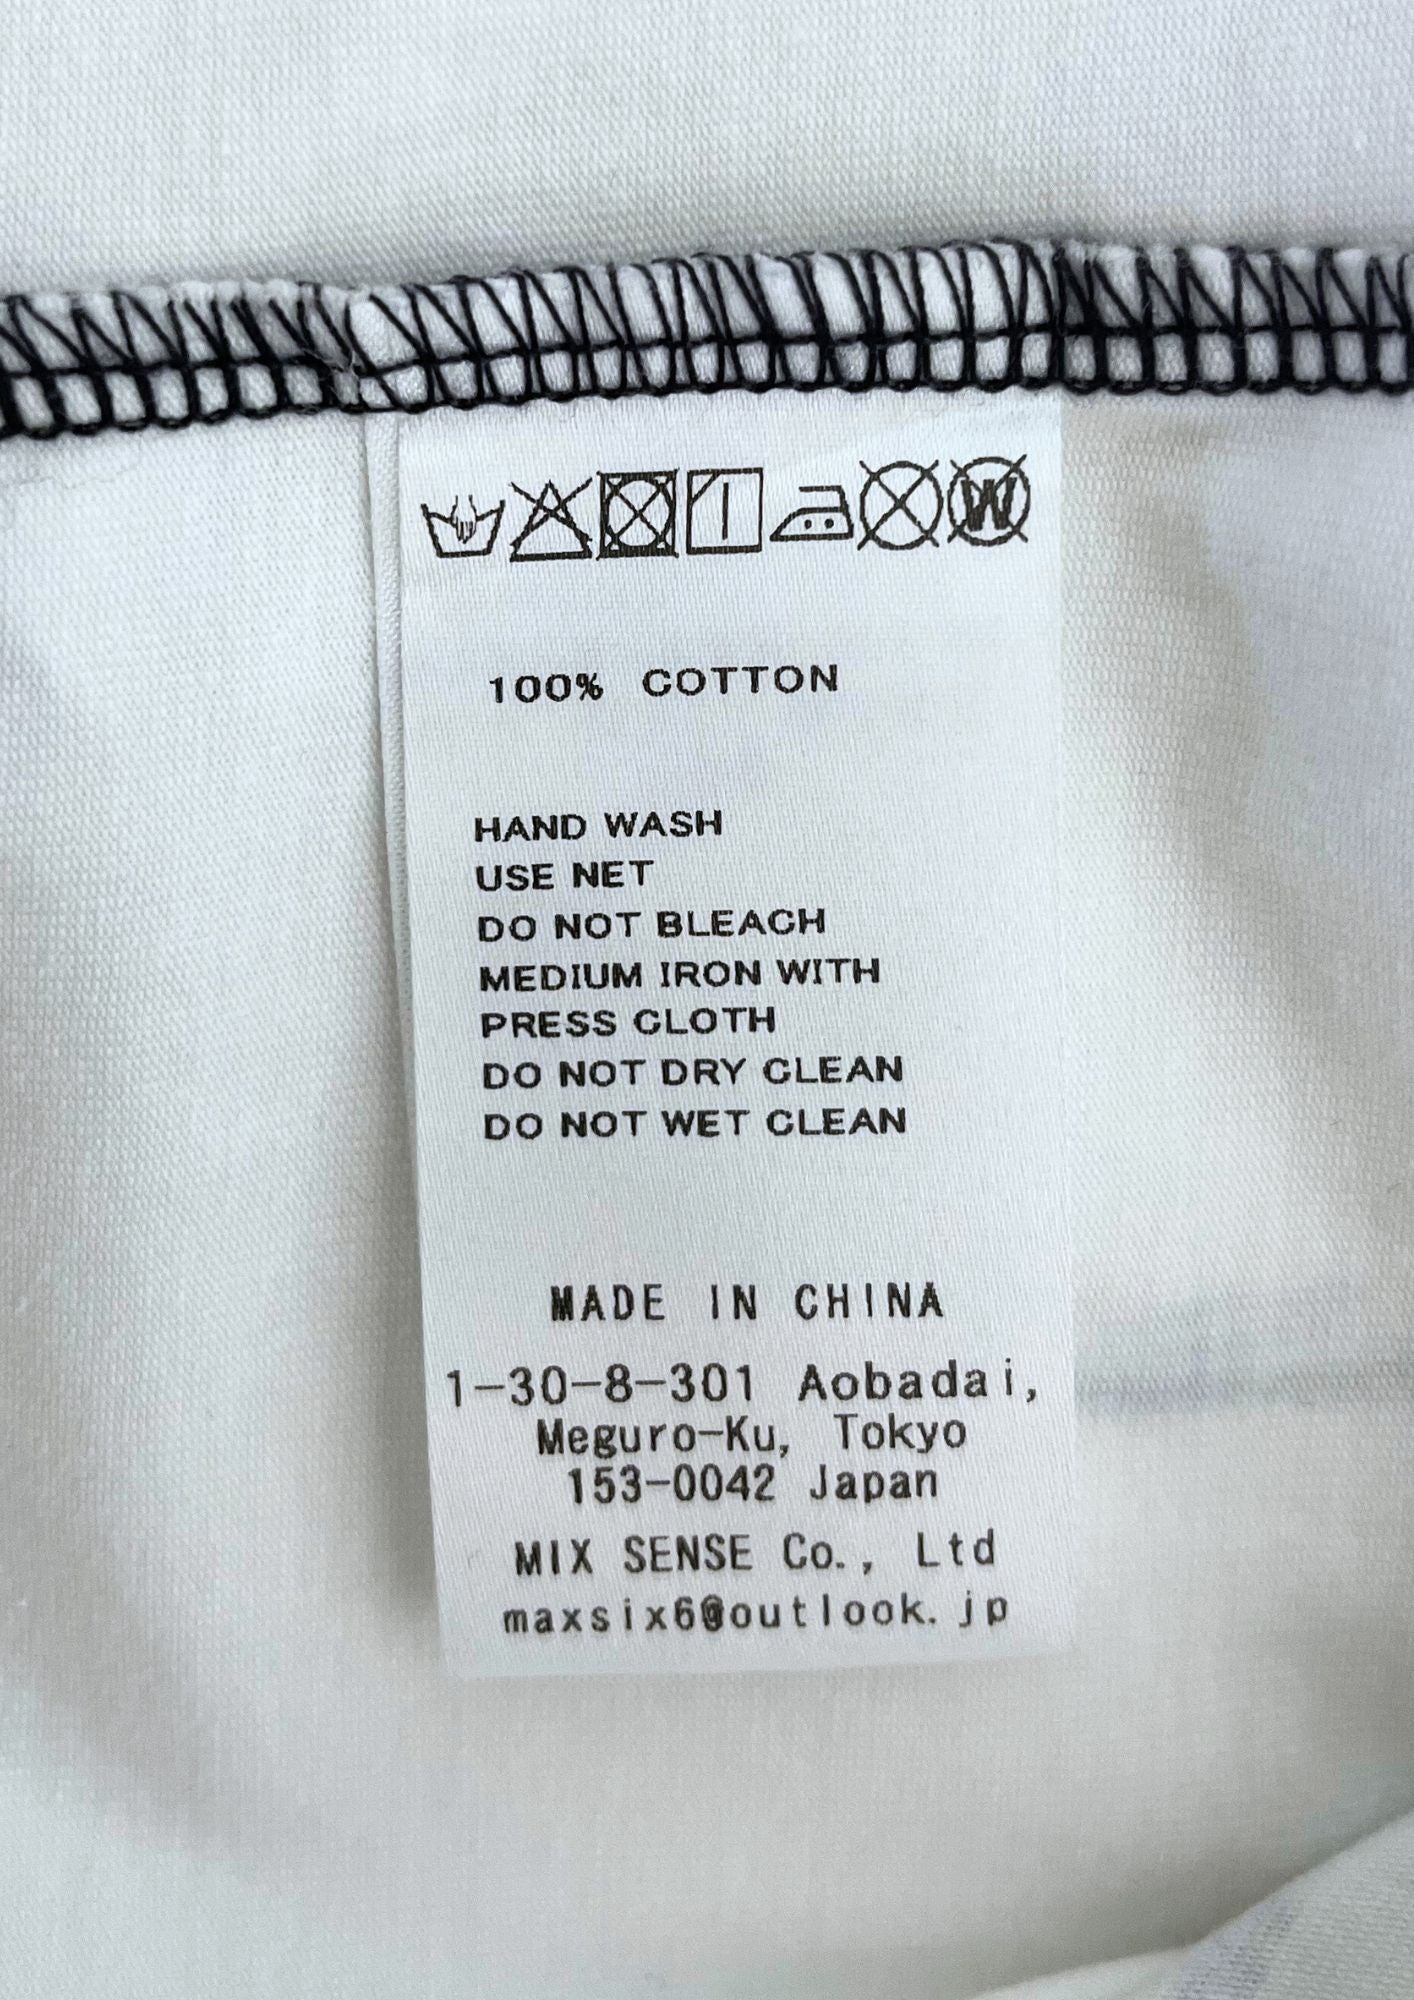 W
100% COTTON
HAND WASH
USE NET
DO NOT BLEACH
MEDIUM IRON WITH
PRESS CLOTH
DO NOT DRY CLEAN
DO NOT WET CLEAN
MADE IN CHINA
1-30-8-301 Aobadai,
Meguro-Ku, Tokyo
153-0042 Japan
MIX SENSE Co., Ltd
maxsix6@outlook.jp